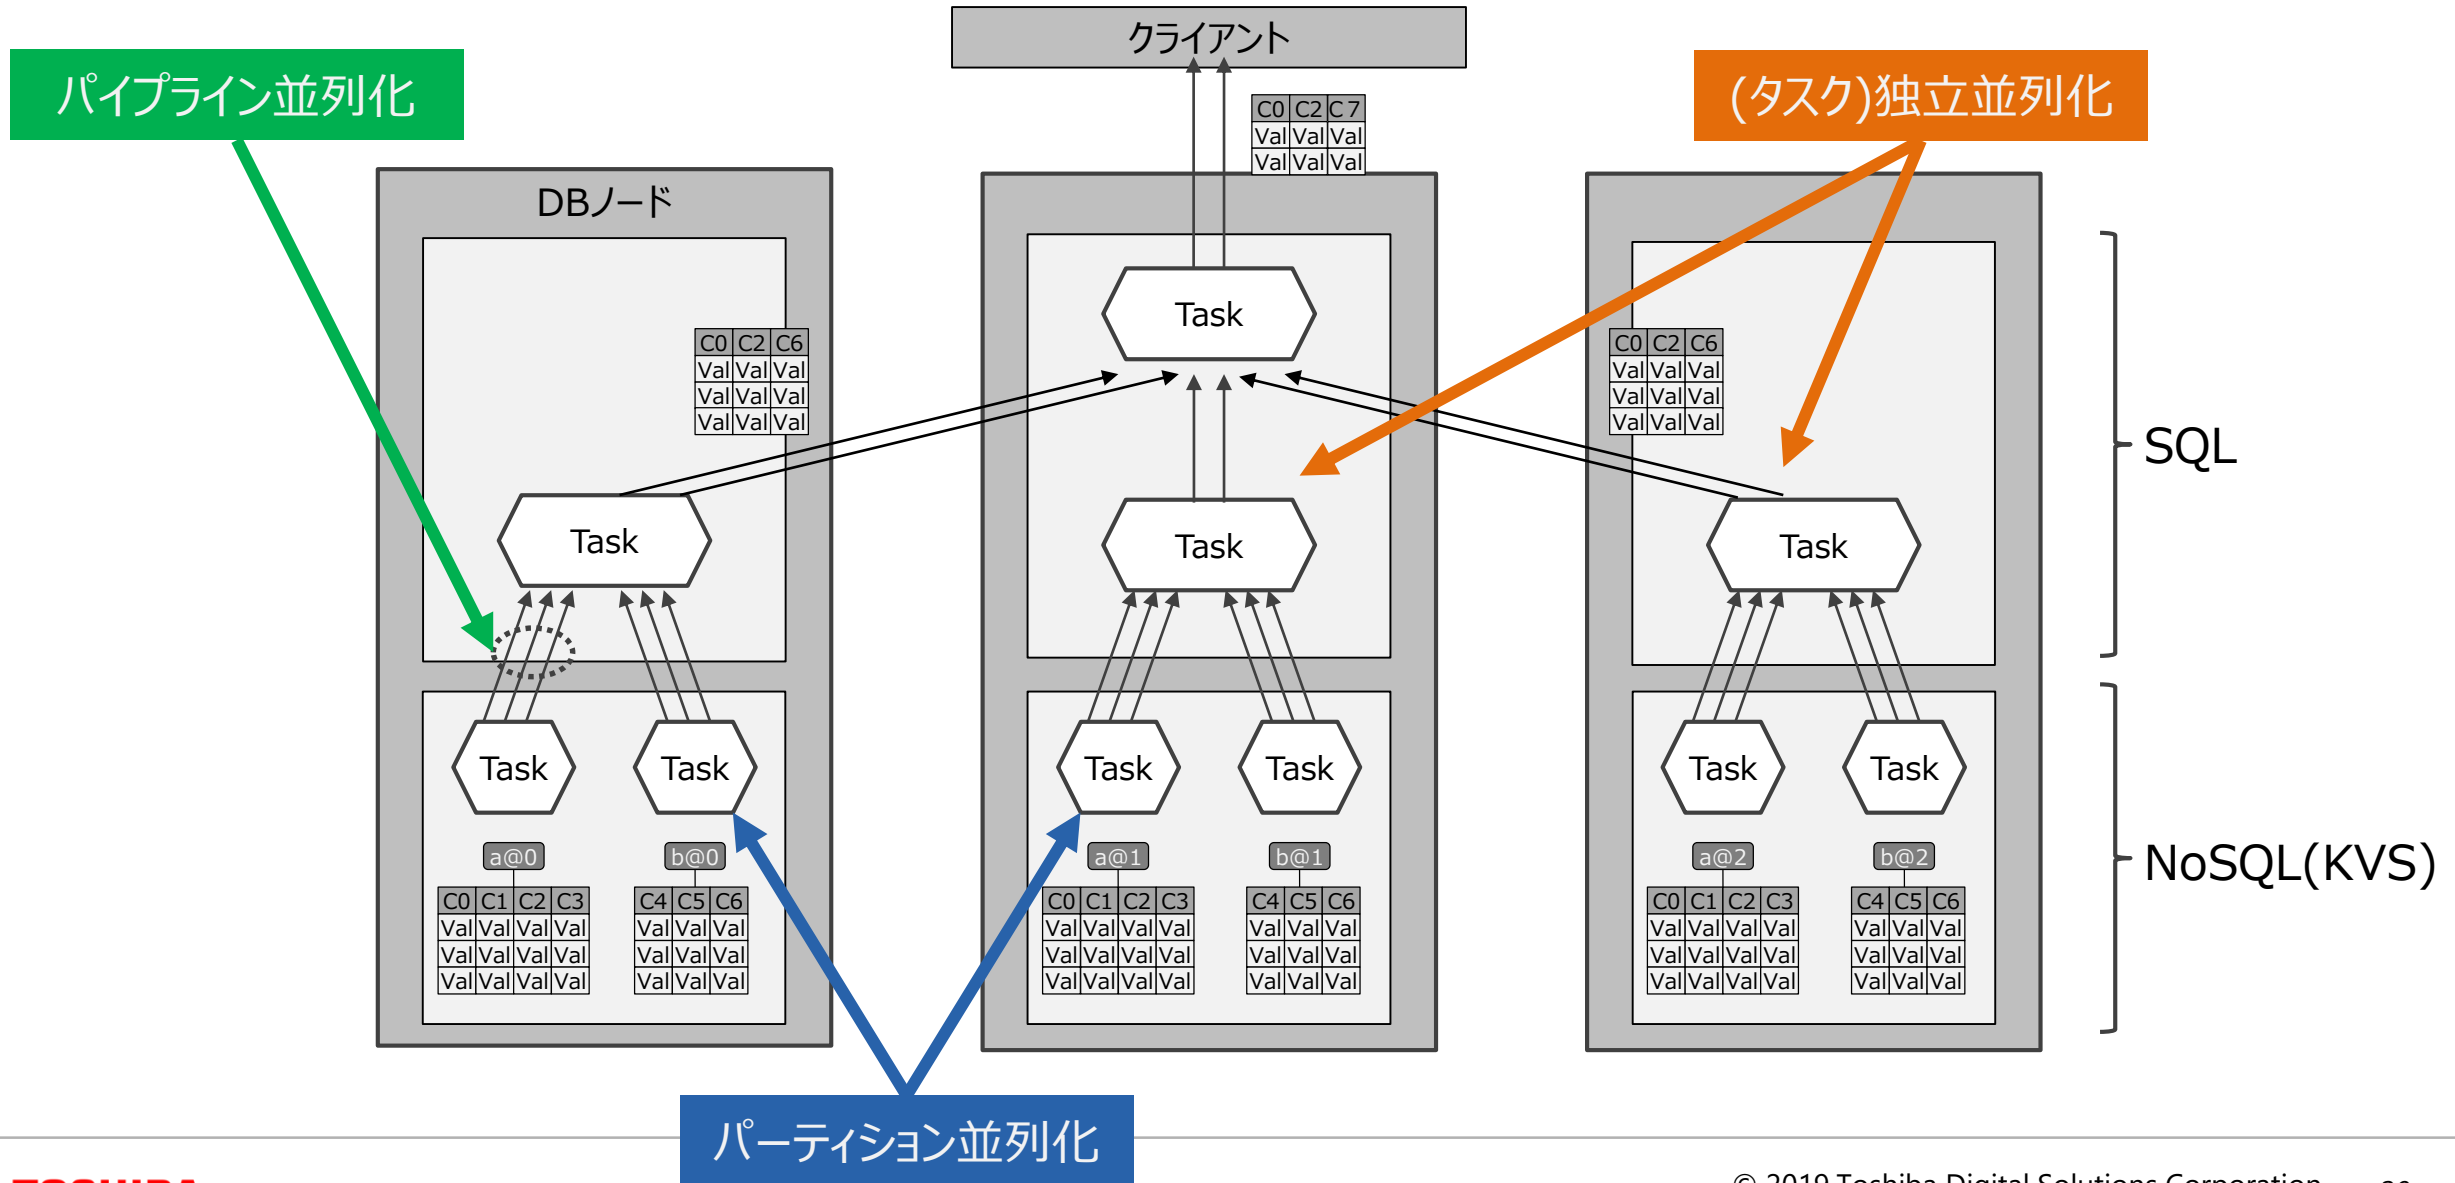 クライアント
パイプライン並列化
(タスク)独立並列化
C0 C2 C7
Val Val Val
Val Val Val
DBノード
Task
C0 C2 C6
Val Val Val
Val Val Val
Val Val Val
C0 C2 C6
Val Val Val
Val Val Val
Val Val Val
SQL
Task
Task
Task
Task
Task
Task
Task
Task
Task
a@0
b@0
a@1
b@1
a@2
b@2
NoSQL(KVS)
C0 C1 C2 C3
Val Val Val Val
Val Val Val Val
Val Val Val Val
C4 C5 C6
Val Val Val
Val Val Val
Val Val Val
C0 C1 C2 C3
Val Val Val Val
Val Val Val Val
Val Val Val Val
C4 C5 C6
Val Val Val
Val Val Val
Val Val Val
C0 C1 C2 C3
Val Val Val Val
Val Val Val Val
Val Val Val Val
C4 C5 C6
Val Val Val
Val Val Val
Val Val Val
パーティション並列化
TOSHIBA
© 2019 Toshiba Digital Solutions Corporation